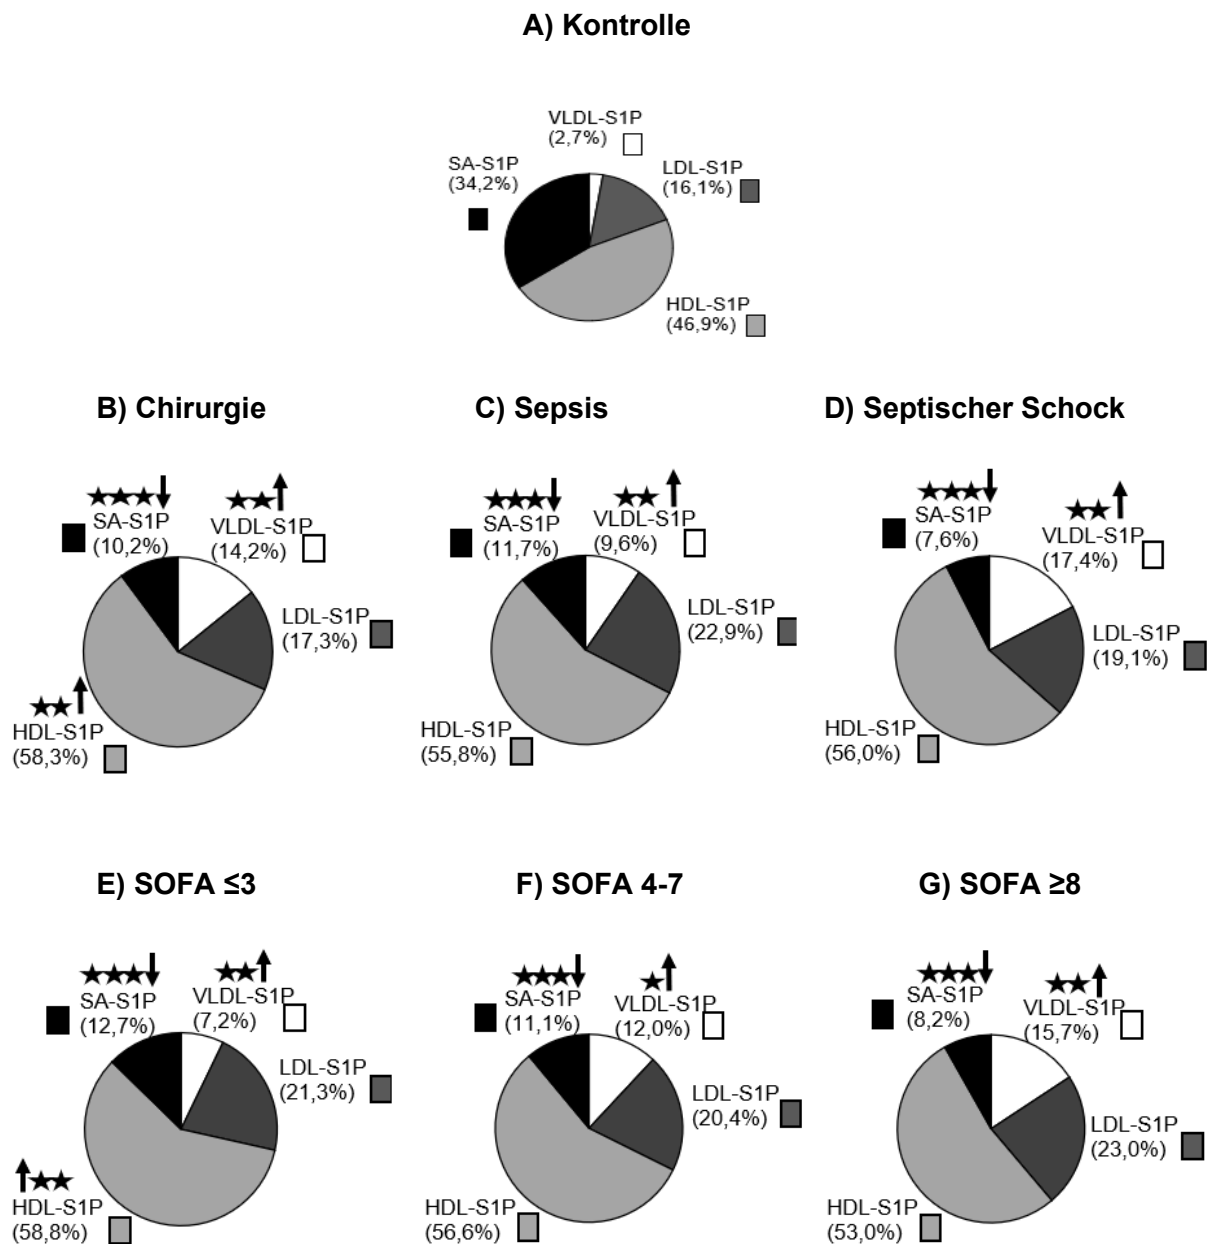 A) Kontrolle
VLDL-S1P
(2,7%)
SA-S1P
(34,2%)
LDL-S1P
(16,1%)
HDL-S1P
(46,9%)
B) Chirurgie
SA-S1P
(10,2%)
VLDL-S1P
(14,2%)
LDL-S1P
(17,3%)
HDL-S1P
(58,3%)
C) Sepsis
SA-S1P
(11,7%)
VLDL-S1P
(9,6%)
LDL-S1P
(22,9%)
HDL-S1P
(55,8%)
D) Septischer Schock
SA-S1P
(7,6%)
VLDL-S1P
(17,4%)
LDL-S1P
(19,1%)
HDL-S1P
(56,0%)
E) SOFA ≤3
SA-S1P
(12,7%)
VLDL-S1P
(7,2%)
LDL-S1P
(21,3%)
HDL-S1P
(58,8%)
F) SOFA 4-7
SA-S1P
(11,1%)
VLDL-S1P
(12,0%)
LDL-S1P
(20,4%)
HDL-S1P
(56,6%)
G) SOFA ≥8
SA-S1P
(8,2%)
VLDL-S1P
(15,7%)
LDL-S1P
(23,0%)
HDL-S1P
(53,0%)